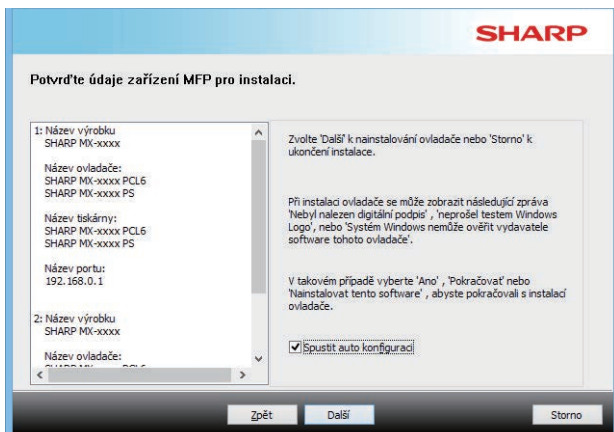 SHARP
Potvrďte údaje zařízení MFP pro instalaci.
1: Název výrobku
SHARP MX-xxxx
Název ovladače:
SHARP MX-xxxx PCL6
SHARP MX-xxxx PS
Název tiskárny:
SHARP MX-xxxx PCL6
SHARP MX-xxxx PS
Název portu:
192.168.0.1
2: Název výrobku
SHARP MX-xxxx
Název ovladače:
Zvolte 'Další' k nainstalování ovladače nebo 'Storno' k
ukončení instalace.
Při instalaci ovladače se může zobrazit následující zpráva
'Nebyl nalezen digitální podpis' , 'neprošel testem Windows
Logo', nebo 'Systém Windows nemůže ověřit vydavatele
software tohoto ovladače'.
V takovém případě vyberte 'Ano' , 'Pokračovat' nebo
'Nainstalovat tento software' , abyste pokračovali s instalací
ovladače.
Spustit auto konfiguraci
Zpět
Další
Storno